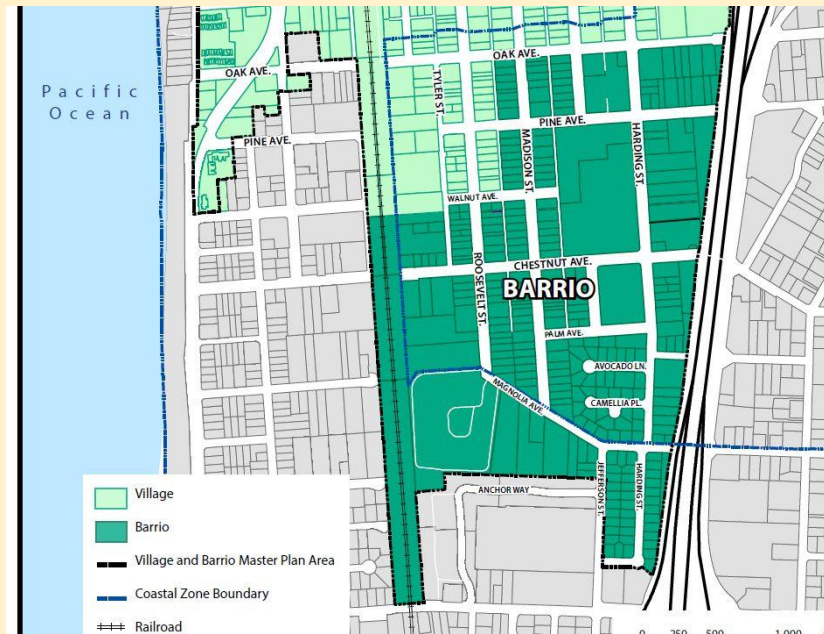 Pacific
Ocean
OAK AVE.
PINE AVE.
OAK AVE.
TYLER ST.
PINE AVE.
MADISON ST.
HARDING ST.
WALNUT AVE.
ROOSEVELT ST.
CHESTNUT AVE.
BARRIO
PALM AVE.
AVOCADO LN.
MAGNOLIA AVE.
CAMELLIA PL.
ANCHOR WAY
JEFFERSON ST.
HARDING ST.
Village
Barrio
Village and Barrio Master Plan Area
Coastal Zone Boundary
Railroad
0 250 500 1,000